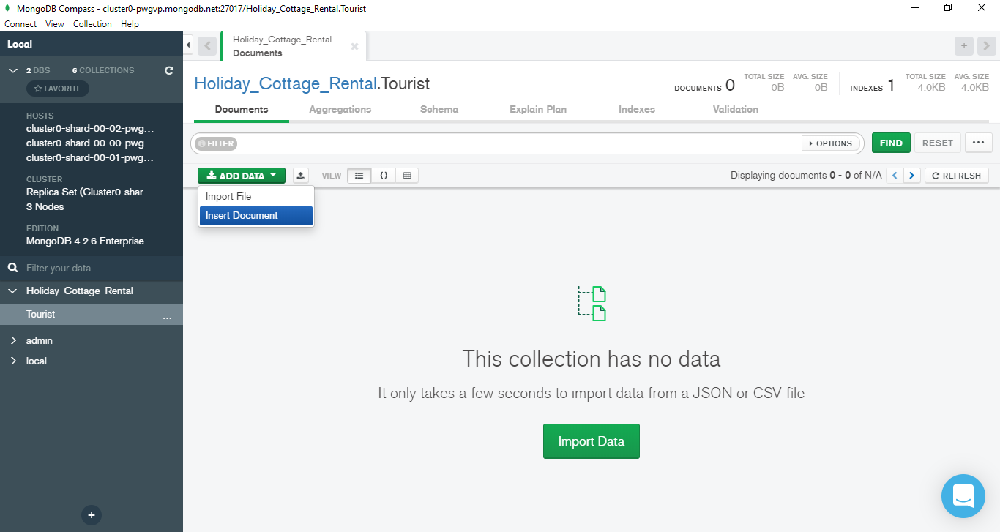 MongoDB Compass - cluster0-pwgvp.mongodb.net:27017/Holiday_Cottage_Rental.Tourist
Connect View Collection Help
Local
2 DBS 6 COLLECTIONS
FAVORITE
HOSTS
cluster0-shard-00-02-pwg...
cluster0-shard-00-00-pwg...
cluster0-shard-00-01-pwg...
CLUSTER
Replica Set (Cluster0-shar...
3 Nodes
EDITION
MongoDB 4.2.6 Enterprise
Filter your data
Holiday_Cottage_Rental
Tourist ...
admin
local
Holiday_Cottage_Rental...
Documents
Holiday_Cottage_Rental.Tourist
DOCUMENTS 0 TOTAL SIZE 0B AVG. SIZE 0B INDEXES 1 TOTAL SIZE 4.0KB AVG. SIZE 4.0KB
Documents Aggregations Schema Explain Plan Indexes Validation
FILTER OPTIONS FIND RESET ...
ADD DATA VIEW {} Displaying documents 0 - 0 of N/A < > REFRESH
Import File
Insert Document
This collection has no data
It only takes a few seconds to import data from a JSON or CSV file
Import Data